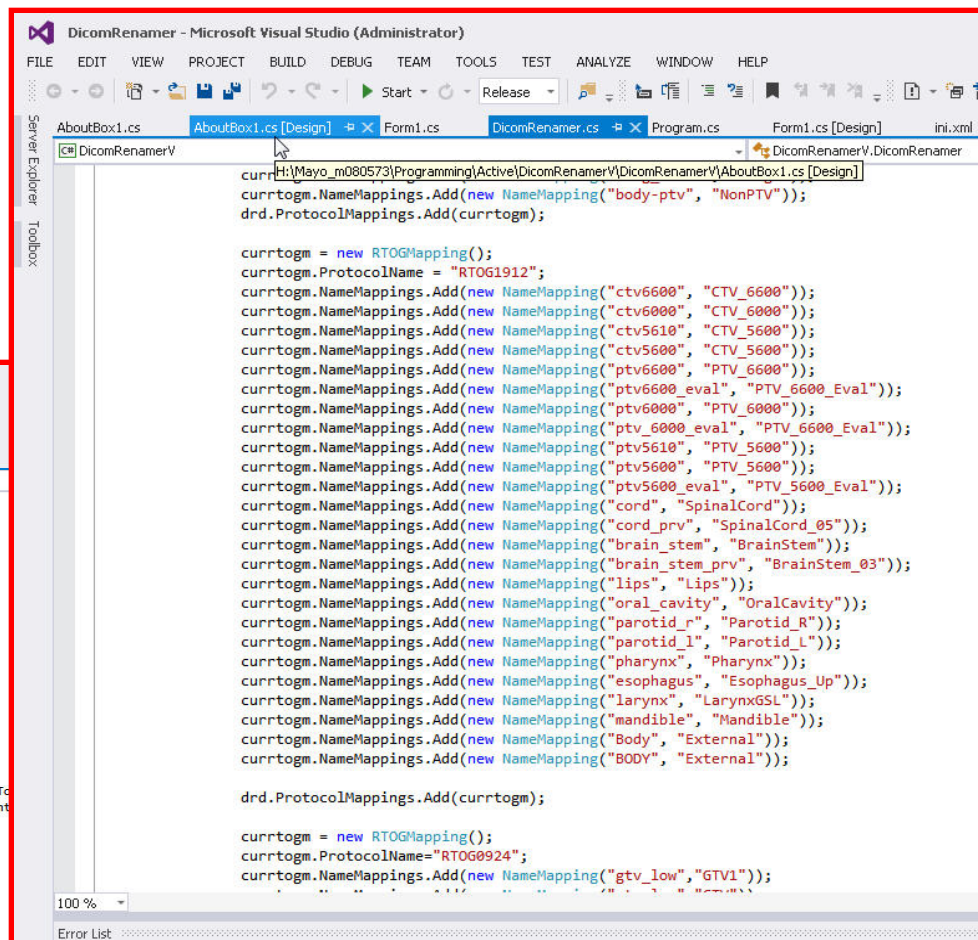 DicomRenamer - Microsoft Visual Studio (Administrator)
FILE EDIT VIEW PROJECT BUILD DEBUG TEAM TOOLS TEST ANALYZE WINDOW HELP
Start Release
Server Explorer
Toolbox
AboutBox1.cs AboutBox1.cs [Design] Form1.cs DicomRenamer.cs Program.cs Form1.cs [Design] ini.xml
C# DicomRenamerV DicomRenamerV.DicomRenamer
H:\Mayo_m080573\Programming\Active\DicomRenamerV\DicomRenamerV\AboutBox1.cs [Design]
currtogm.NameMappings.Add(new NameMapping("body-ptv", "NonPTV"));
drd.ProtocolMappings.Add(currtogm);
currtogm = new RTOGMapping();
currtogm.ProtocolName = "RTOG1912";
currtogm.NameMappings.Add(new NameMapping("ctv6600", "CTV_6600"));
currtogm.NameMappings.Add(new NameMapping("ctv6000", "CTV_6000"));
currtogm.NameMappings.Add(new NameMapping("ctv5610", "CTV_5600"));
currtogm.NameMappings.Add(new NameMapping("ctv5600", "CTV_5600"));
currtogm.NameMappings.Add(new NameMapping("ptv6600", "PTV_6600"));
currtogm.NameMappings.Add(new NameMapping("ptv6600_eval", "PTV_6600_Eval"));
currtogm.NameMappings.Add(new NameMapping("ptv6000", "PTV_6000"));
currtogm.NameMappings.Add(new NameMapping("ptv_6000_eval", "PTV_6600_Eval"));
currtogm.NameMappings.Add(new NameMapping("ptv5610", "PTV_5600"));
currtogm.NameMappings.Add(new NameMapping("ptv5600", "PTV_5600"));
currtogm.NameMappings.Add(new NameMapping("ptv5600_eval", "PTV_5600_Eval"));
currtogm.NameMappings.Add(new NameMapping("cord", "SpinalCord"));
currtogm.NameMappings.Add(new NameMapping("cord_prv", "SpinalCord_05"));
currtogm.NameMappings.Add(new NameMapping("brain_stem", "BrainStem"));
currtogm.NameMappings.Add(new NameMapping("brain_stem_prv", "BrainStem_03"));
currtogm.NameMappings.Add(new NameMapping("lips", "Lips"));
currtogm.NameMappings.Add(new NameMapping("oral_cavity", "OralCavity"));
currtogm.NameMappings.Add(new NameMapping("parotid_r", "Parotid_R"));
currtogm.NameMappings.Add(new NameMapping("parotid_l", "Parotid_L"));
currtogm.NameMappings.Add(new NameMapping("pharynx", "Pharynx"));
currtogm.NameMappings.Add(new NameMapping("esophagus", "Esophagus_Up"));
currtogm.NameMappings.Add(new NameMapping("larynx", "LarynxGSL"));
currtogm.NameMappings.Add(new NameMapping("mandible", "Mandible"));
currtogm.NameMappings.Add(new NameMapping("Body", "External"));
currtogm.NameMappings.Add(new NameMapping("BODY", "External"));
drd.ProtocolMappings.Add(currtogm);
currtogm = new RTOGMapping();
currtogm.ProtocolName="RTOG0924";
currtogm.NameMappings.Add(new NameMapping("gtv_low","GTV1"));
100 %
Error List